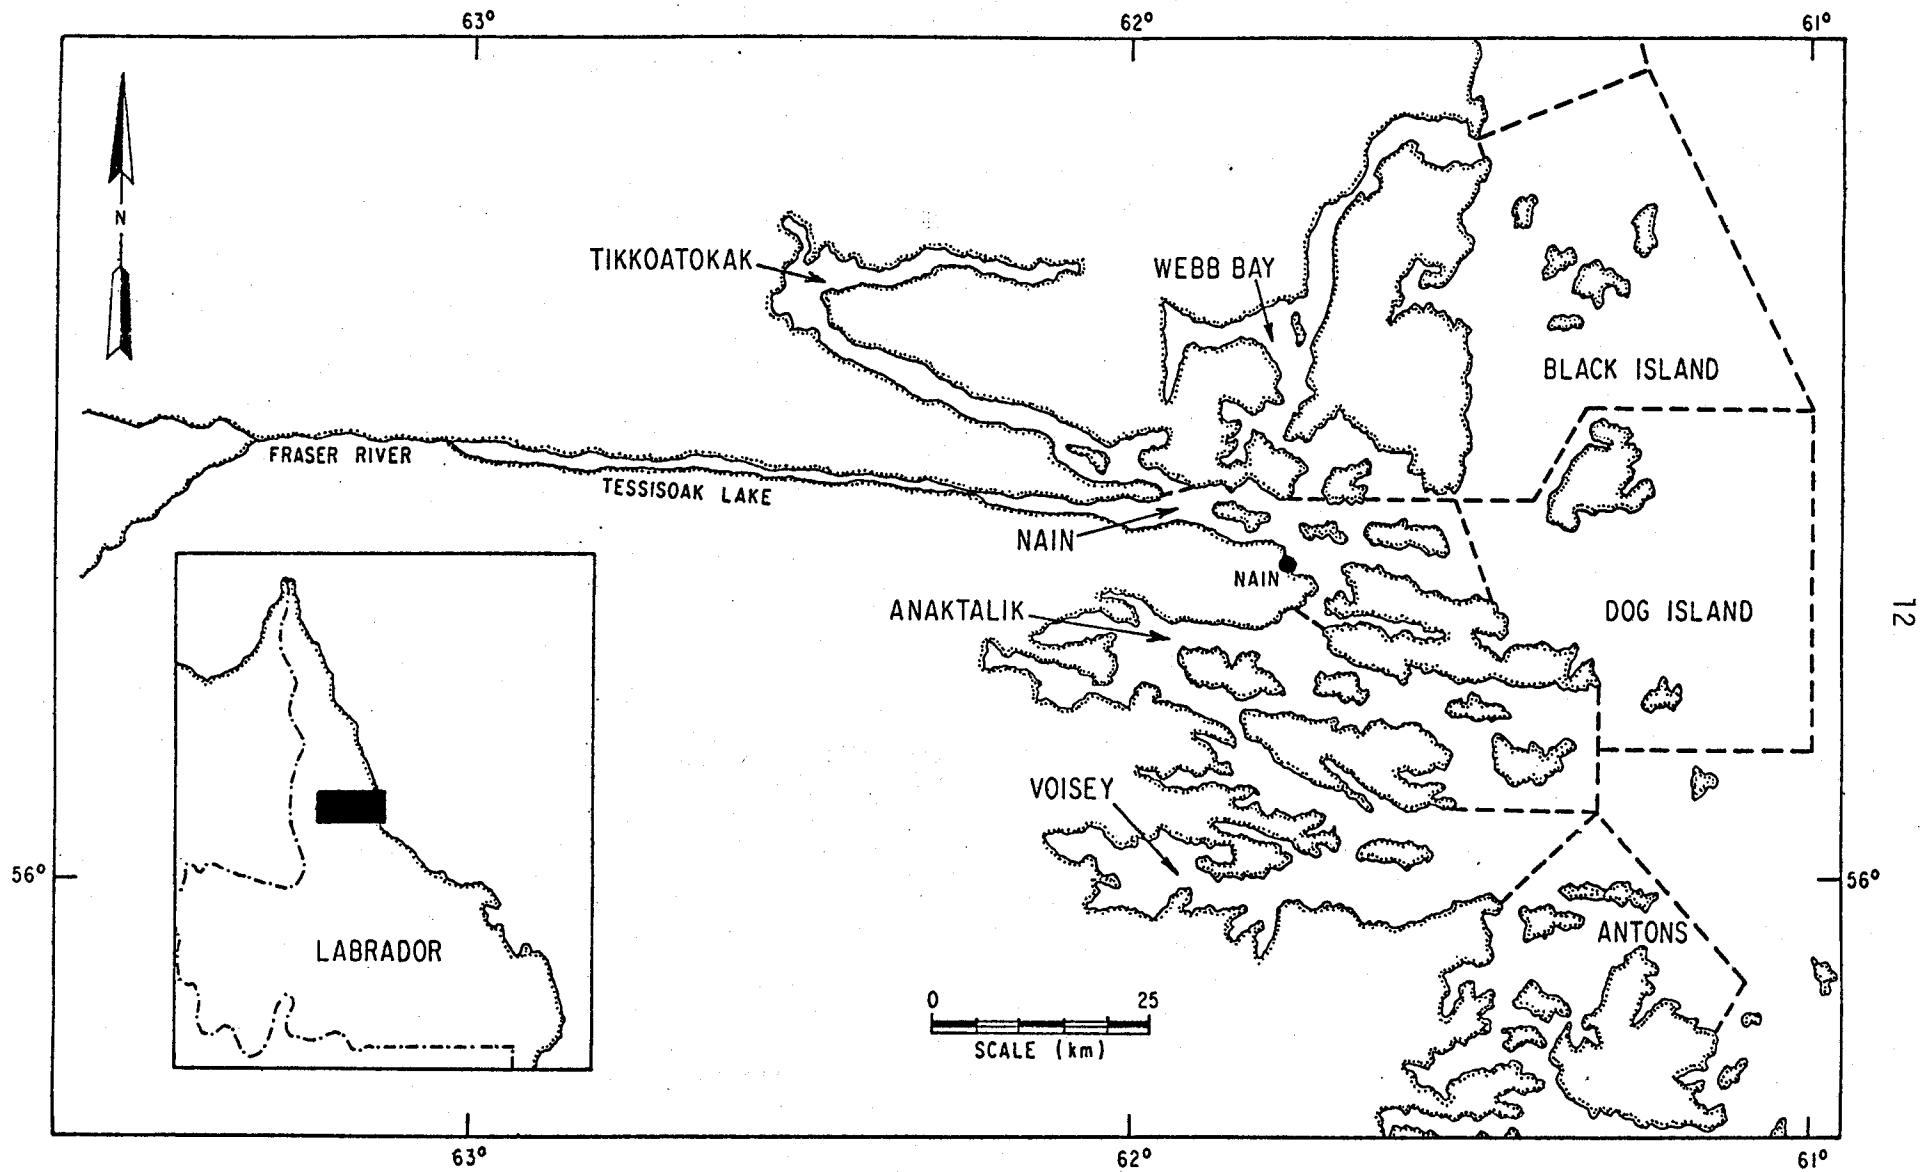 63°
62°
61°
N
TIKKOATOKAK
WEBB BAY
BLACK ISLAND
FRASER RIVER
TESSISOAK LAKE
NAIN
NAIN
ANAKTALIK
DOG ISLAND
12
VOISEY
56°
56°
ANTONS
LABRADOR
0 25
SCALE (km)
63°
62°
61°